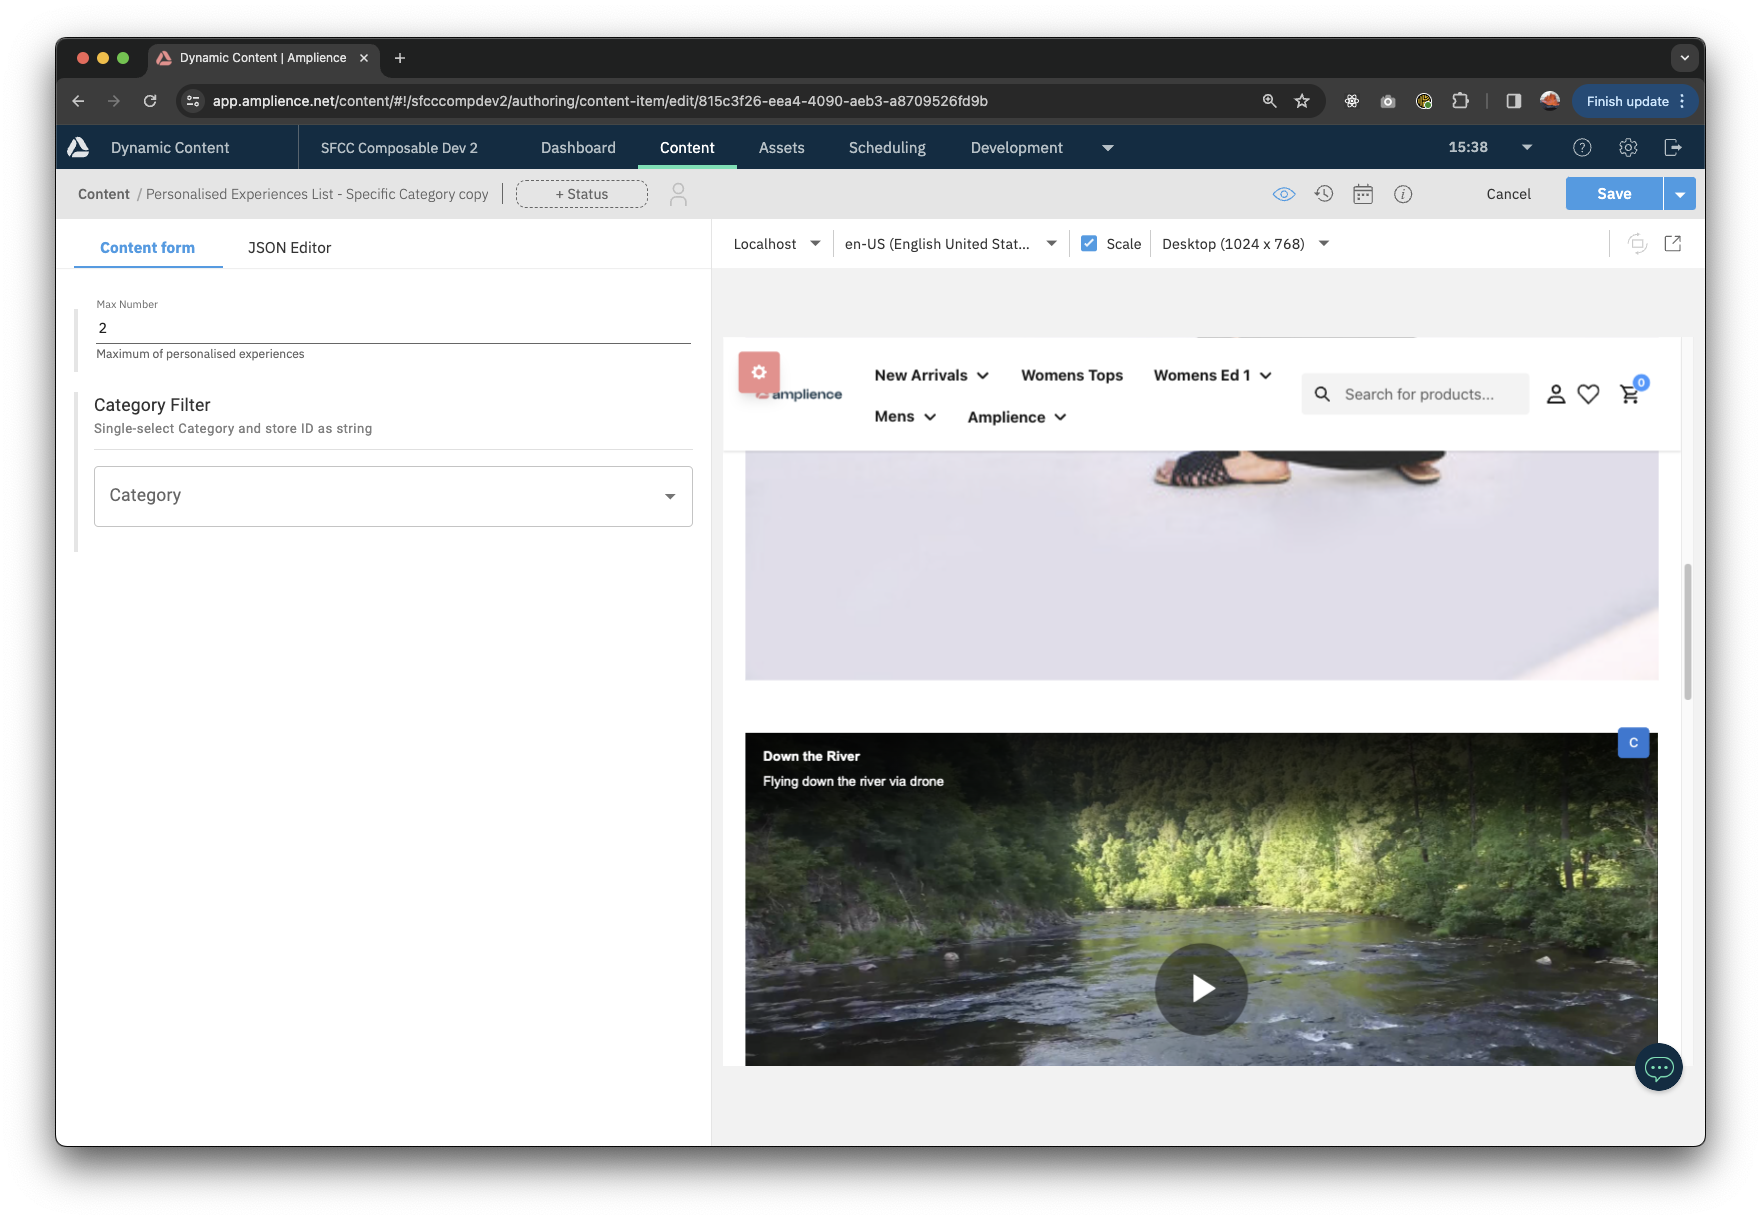 Dynamic Content | Amplience
app.amplience.net/content/#!/sfcccompdev2/authoring/content-item/edit/815c3f26-eea4-4090-aeb3-a8709526fd9b
Finish update
Dynamic Content
SFCC Composable Dev 2
Dashboard
Content
Assets
Scheduling
Development
15:38
Content / Personalised Experiences List - Specific Category copy
+ Status
Cancel
Save
Content form
JSON Editor
Localhost
en-US (English United Stat...
Scale
Desktop (1024 x 768)
Max Number
2
Maximum of personalised experiences
Category Filter
Single-select Category and store ID as string
Category
amplience
New Arrivals
Womens Tops
Womens Ed 1
Mens
Amplience
Search for products...
0
C
Down the River
Flying down the river via drone